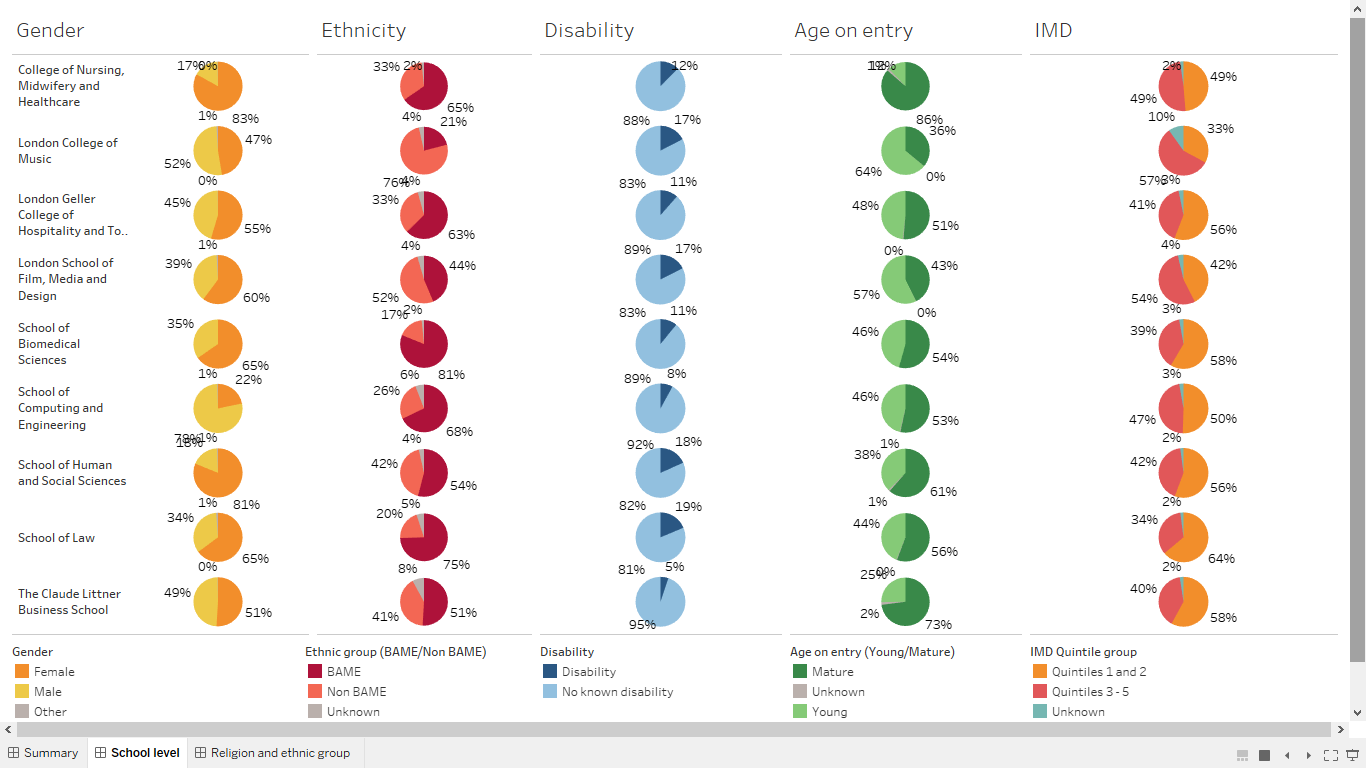 Gender
Ethnicity
Disability
Age on entry
IMD
College of Nursing,
Midwifery and
Healthcare
17% 0%
83%
33% 2%
65%
12%
88%
12%
86%
2%
49%
49%
London College of
Music
1%
47%
52%
4%
21%
76%
17%
83%
36%
64%
0%
10%
33%
57%
London Geller
College of
Hospitality and To..
0%
45%
55%
4%
33%
63%
11%
89%
48%
51%
3%
41%
56%
London School of
Film, Media and
Design
1%
39%
60%
4%
44%
52%
17%
83%
0%
43%
57%
4%
42%
54%
School of
Biomedical
Sciences
35%
65%
2%
17%
81%
11%
89%
0%
46%
54%
3%
39%
58%
School of
Computing and
Engineering
1%
22%
78%
6%
26%
68%
8%
92%
46%
53%
3%
47%
50%
School of Human
and Social Sciences
1%
18%
81%
4%
42%
54%
18%
82%
1%
38%
61%
2%
42%
56%
School of Law
1%
34%
65%
5%
20%
75%
19%
81%
1%
44%
56%
2%
34%
64%
The Claude Littner
Business School
0%
49%
51%
8%
41%
51%
5%
95%
0%
25%
2%
73%
2%
40%
58%
Gender
Female
Male
Other
Ethnic group (BAME/Non BAME)
BAME
Non BAME
Unknown
Disability
Disability
No known disability
Age on entry (Young/Mature)
Mature
Unknown
Young
IMD Quintile group
Quintiles 1 and 2
Quintiles 3 - 5
Unknown
Summary
School level
Religion and ethnic group